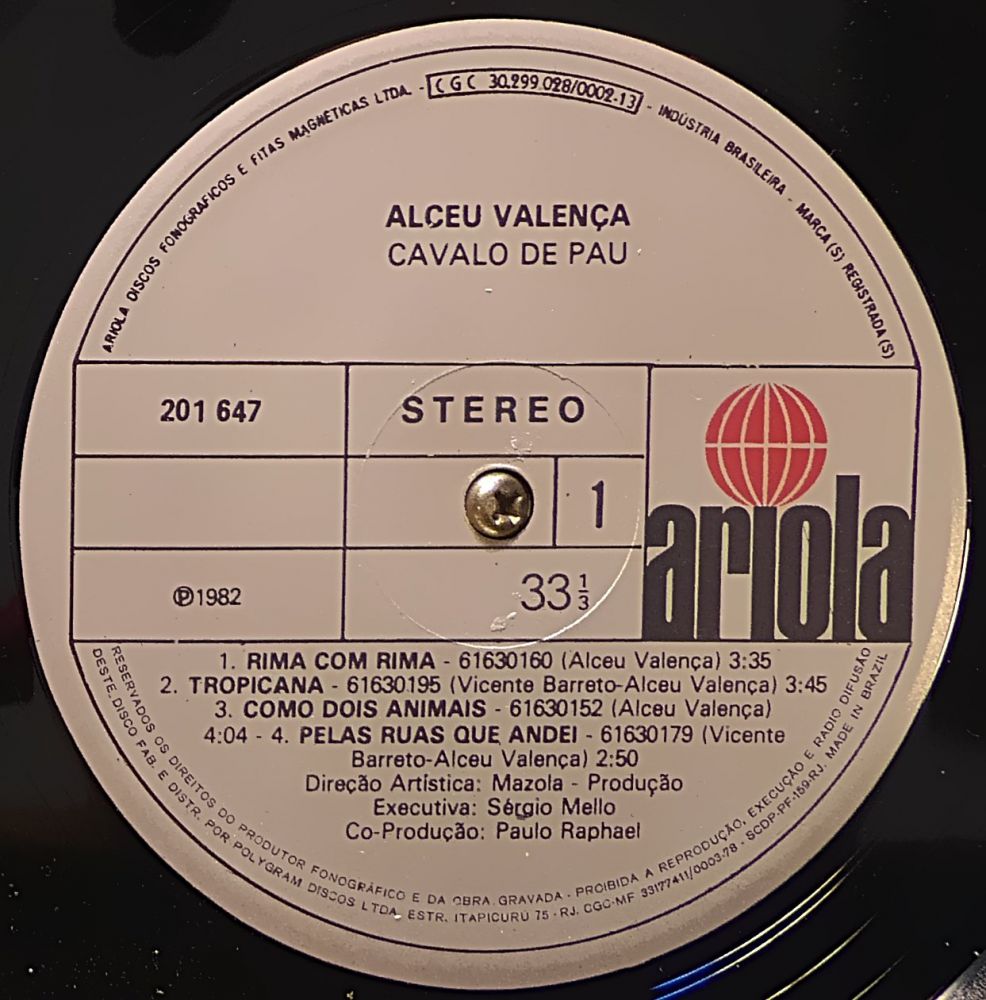 ARIOLA DISCOS FONOGRÁFICOS E FITAS MAGNÉTICAS LTDA. - CGC 30.299.028/0002-13 - INDÚSTRIA BRASILEIRA - MARCA(S) REGISTRADA(S)
ALCEU VALENÇA
CAVALO DE PAU
201 647
STEREO
1
ariola
℗1982
33 1/3
1. RIMA COM RIMA - 61630160 (Alceu Valença) 3:35
2. TROPICANA - 61630195 (Vicente Barreto-Alceu Valença) 3:45
3. COMO DOIS ANIMAIS - 61630152 (Alceu Valença)
4:04 - 4. PELAS RUAS QUE ANDEI - 61630179 (Vicente
Barreto-Alceu Valença) 2:50
Direção Artística: Mazola - Produção
Executiva: Sérgio Mello
Co-Produção: Paulo Raphael
RESERVADOS OS DIREITOS DO PRODUTOR FONOGRÁFICO E DA OBRA GRAVADA - PROIBIDA A REPRODUÇÃO, EXECUÇÃO E RADIO DIFUSÃO
DESTE DISCO FAB. E DISTR. POR POLYGRAM DISCOS LTDA. ESTR. ITAPICURU 75 - RJ. CGC-MF 33177411/0003-78 - SCDP-PF-159-RJ. MADE IN BRAZIL